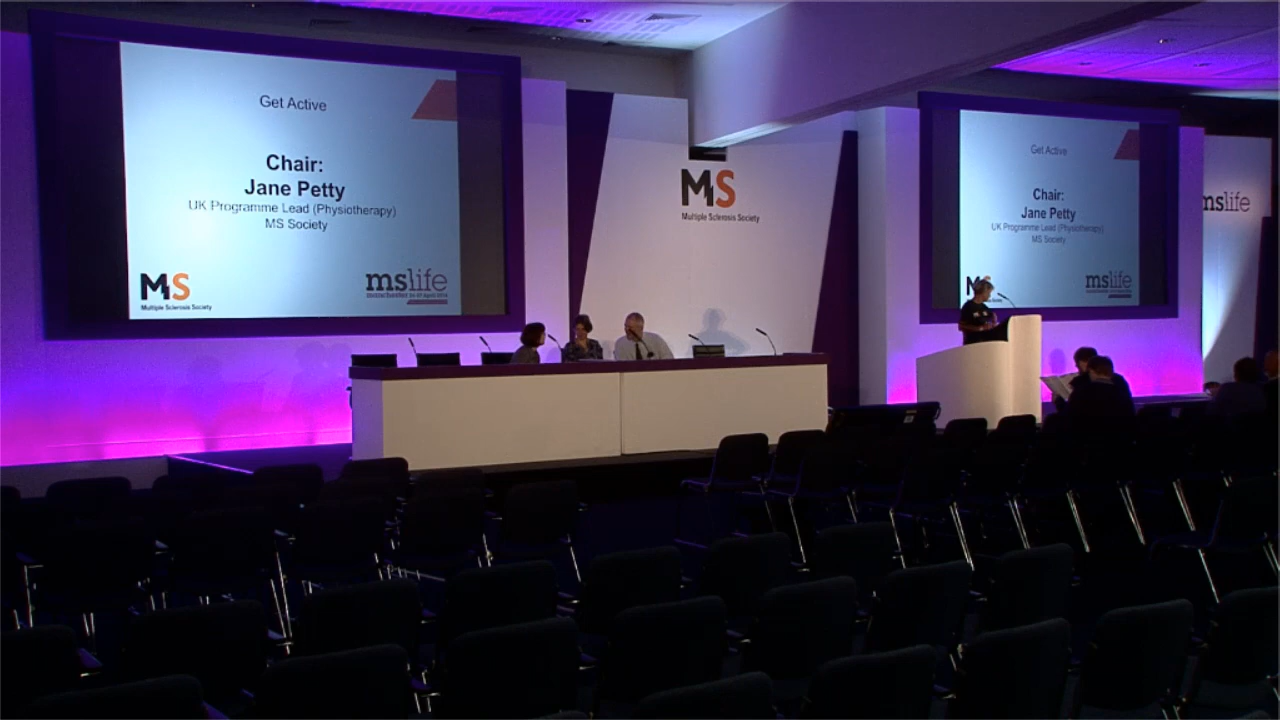 Get Active
Chair:
Jane Petty
UK Programme Lead (Physiotherapy)
MS Society
MS
Multiple Sclerosis Society
mslife
MS
Multiple Sclerosis Society
Get Active
Chair:
Jane Petty
UK Programme Lead (Physiotherapy)
MS Society
MS
mslife
mslife